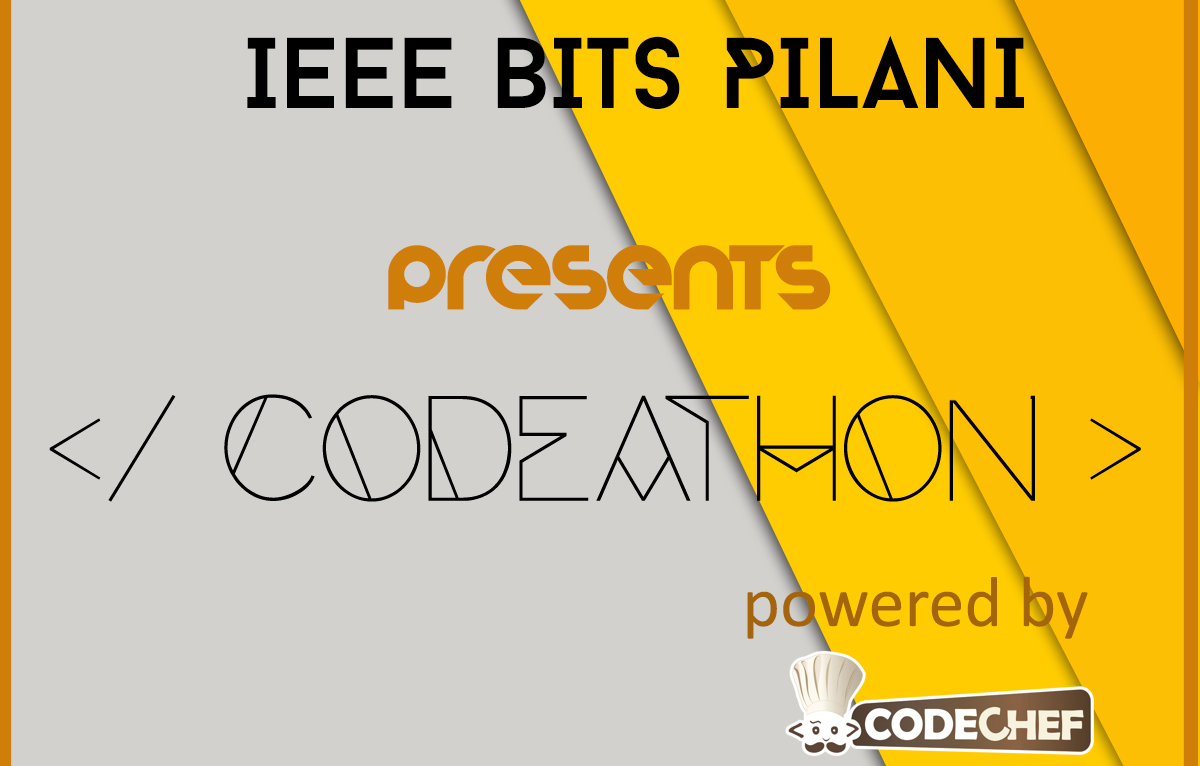 IEEE BITS PILANI
presents
</ CODEATHON >
powered by
CODECHEF